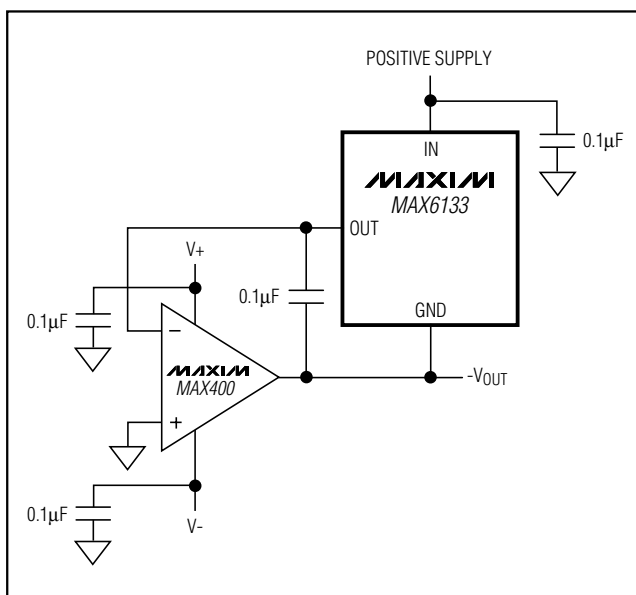 POSITIVE SUPPLY
0.1µF
IN
MAXIM
MAX6133
OUT
V+
0.1µF
0.1µF
GND
−
MAXIM
MAX400
-VOUT
+
0.1µF
V-